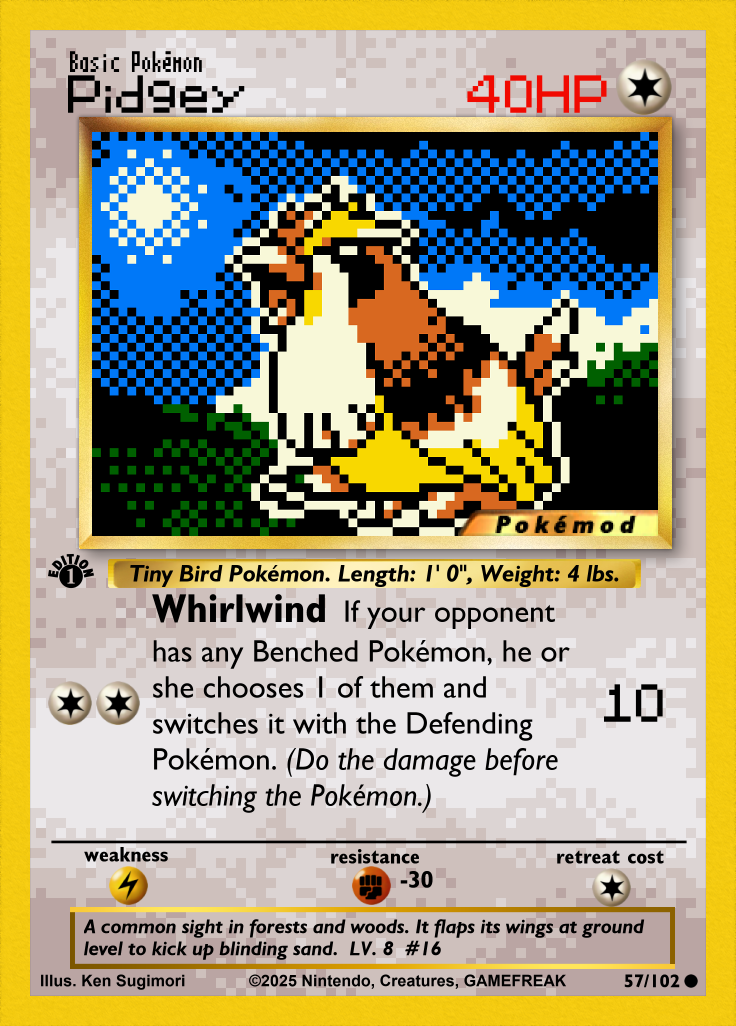 Basic Pokémon
Pidgey 40HP
Pokémod
EDITION 1
Tiny Bird Pokémon. Length: 1' 0", Weight: 4 lbs.
Whirlwind If your opponent
has any Benched Pokémon, he or
she chooses 1 of them and
switches it with the Defending
Pokémon. (Do the damage before
switching the Pokémon.)
10
weakness resistance retreat cost
-30
A common sight in forests and woods. It flaps its wings at ground
level to kick up blinding sand. LV. 8 #16
Illus. Ken Sugimori ©2025 Nintendo, Creatures, GAMEFREAK 57/102